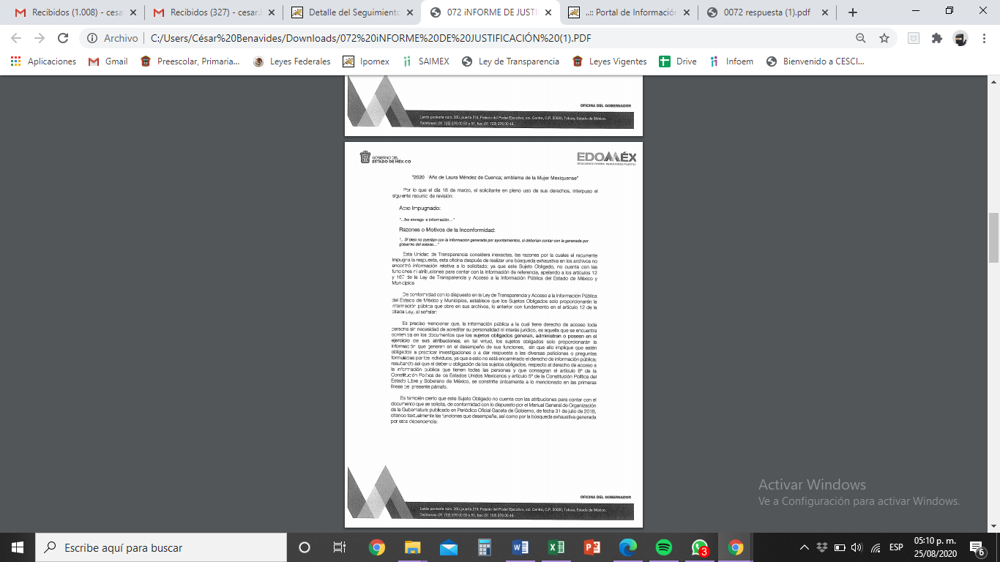 Recibidos (1.008) - cesa
Recibidos (327) - cesar.l
Detalle del Seguimiento
072 iNFORME DE JUSTI
..:: Portal de Información
0072 respuesta (1).pdf
Archivo
C:/Users/César%20Benavides/Downloads/072%20iNFORME%20DE%20JUSTIFICACIÓN%20(1).PDF
Aplicaciones
Gmail
Preescolar, Primaria...
Leyes Federales
Ipomex
SAIMEX
Ley de Transparencia
Leyes Vigentes
Drive
Infoem
Bienvenido a CESCI...
OFICINA DEL GOBERNADOR
Lerdo poniente núm. 300, puerta 216, Palacio del Poder Ejecutivo, col. Centro, C.P. 50000, Toluca, Estado de México.
Teléfonos: (01 722) 276 00 50 y 51, fax: (01 722) 276 00 46.
GOBIERNO DEL
ESTADO DE MÉXICO
EDOMÉX
DECISIONES FIRMES, RESULTADOS FUERTES.
"2020. Año de Laura Méndez de Cuenca; emblema de la Mujer Mexiquense"
Por lo que el día 18 de marzo, el solicitante en pleno uso de sus derechos, interpuso el
siguiente recurso de revisión:
Acto Impugnado:
"...No entrego la información..."
Razones o Motivos de la Inconformidad:
"... Si bien no cuentan con la informacion generada por ayuntamientos, si deberian contar con la generada por
gobierno del estado..."
Esta Unidad de Transparencia considera inexactas, las razones por la cuales el recurrente
impugna la respuesta, esta oficina después de realizar una búsqueda exhaustiva en los archivos no
encontró información relativa a lo solicitado; ya que este Sujeto Obligado, no cuenta con las
funciones ni atribuciones para contar con la información de referencia, apelando a los artículos 12
y 167 de la Ley de Transparencia y Acceso a la Información Pública del Estado de México y
Municipios
De conformidad con lo dispuesto en la Ley de Transparencia y Acceso a la Información Pública
del Estado de México y Municipios, establece que los Sujetos Obligados solo proporcionarán la
información pública que obre en sus archivos, lo anterior con fundamento en el artículo 12 de la
citada Ley, al señalar:
Es preciso mencionar que, la información pública a la cual tiene derecho de acceso toda
persona sin necesidad de acreditar su personalidad ni interés jurídico, es aquella que se encuentra
contenida en los documentos que los sujetos obligados generan, administran o poseen en el
ejercicio de sus atribuciones; en tal virtud, los sujetos obligados solo proporcionarán la
información que generen en el desempeño de sus funciones, sin que ello implique que estén
obligados a practicar investigaciones o a dar respuesta a las diversas peticiones o preguntas
formuladas por los individuos, ya que a esto no está encaminado el derecho de información pública;
resultando así que el deber u obligación de los sujetos obligados, respecto al derecho de acceso a
la información pública que tienen todas las personas y que consagran el artículo 6º de la
Constitución Política de los Estados Unidos Mexicanos y artículo 5º de la Constitución Política del
Estado Libre y Soberano de México, se constriñe únicamente a lo mencionado en las primeras
líneas del presente párrafo.
Es también cierto que este Sujeto Obligado no cuenta con las atribuciones para contar con el
documento que se solicita, de conformidad con lo dispuesto por el Manual General de Organización
de la Gubernatura publicado en Periódico Oficial Gaceta de Gobierno, de fecha 31 de julio de 2018,
citando textualmente las funciones que desempeña, así como por la búsqueda exhaustiva generada
por esta dependencia:
OFICINA DEL GOBERNADOR
Lerdo poniente núm. 300, puerta 216, Palacio del Poder Ejecutivo, col. Centro, C.P. 50000, Toluca, Estado de México.
Teléfonos: (01 722) 276 00 50 y 51, fax: (01 722) 276 00 46.
Activar Windows
Ve a Configuración para activar Windows.
Escribe aquí para buscar
3
ESP
05:10 p. m.
25/08/2020
6